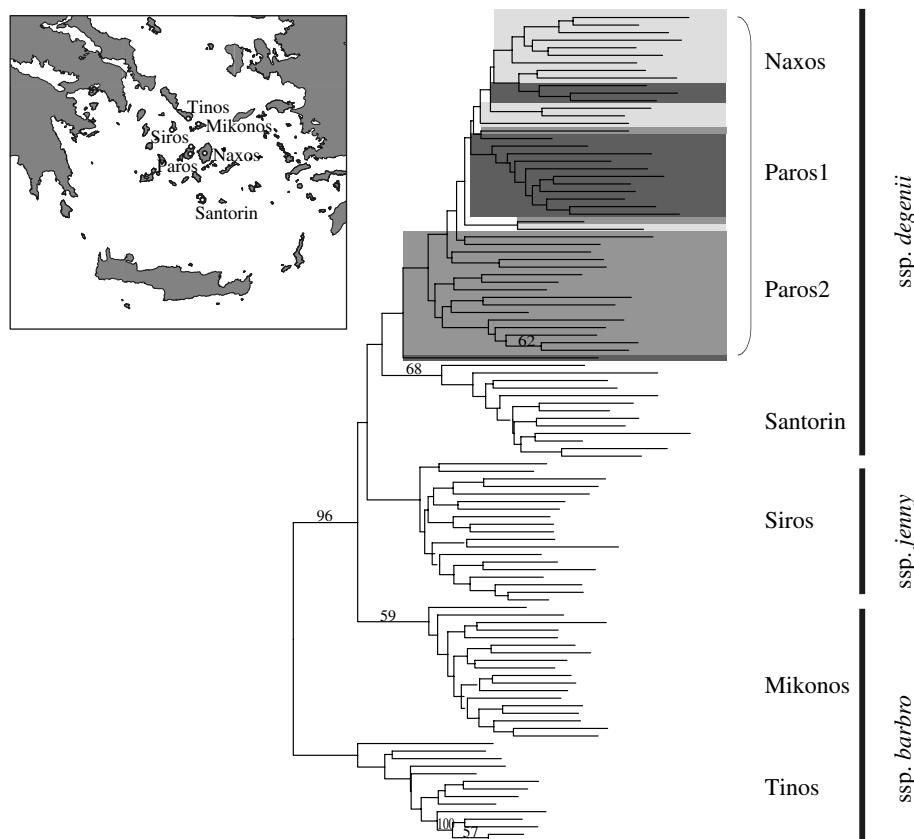 Tinos
Mikonos
Siros
Paros
Naxos
Santorin
Naxos
Paros1
Paros2
62
68
Santorin
96
Siros
59
Mikonos
Tinos
100
57
ssp. degenii
ssp. jenny
ssp. barbro